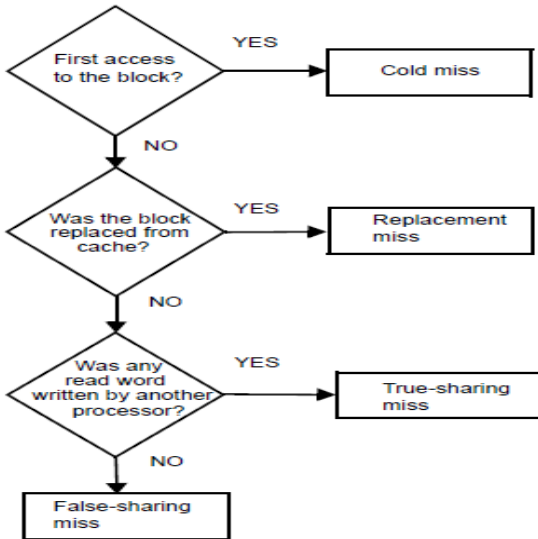 First access
to the block?
YES
Cold miss
NO
Was the block
replaced from
cache?
YES
Replacement
miss
NO
Was any
read word
written by another
processor?
YES
True-sharing
miss
NO
False-sharing
miss